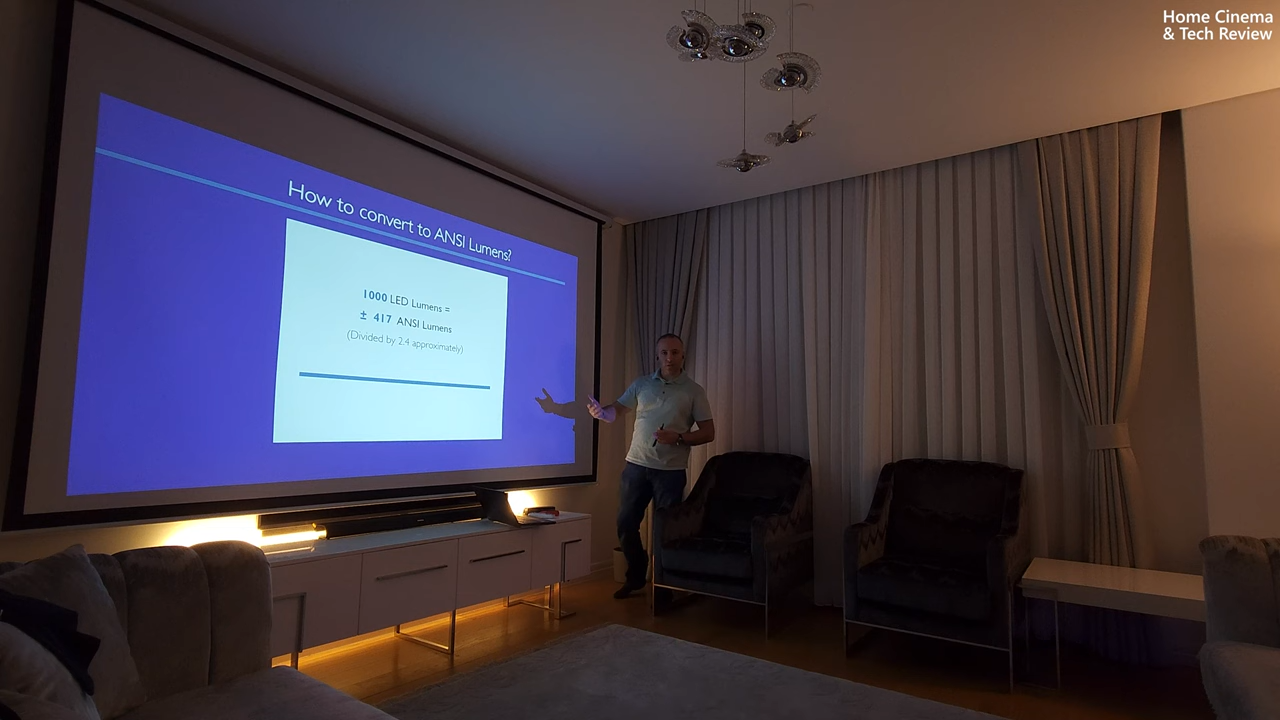 Home Cinema
& Tech Review
How to convert to ANSI Lumens?
1000 LED Lumens =
± 417 ANSI Lumens
(Divided by 2.4 approximately)